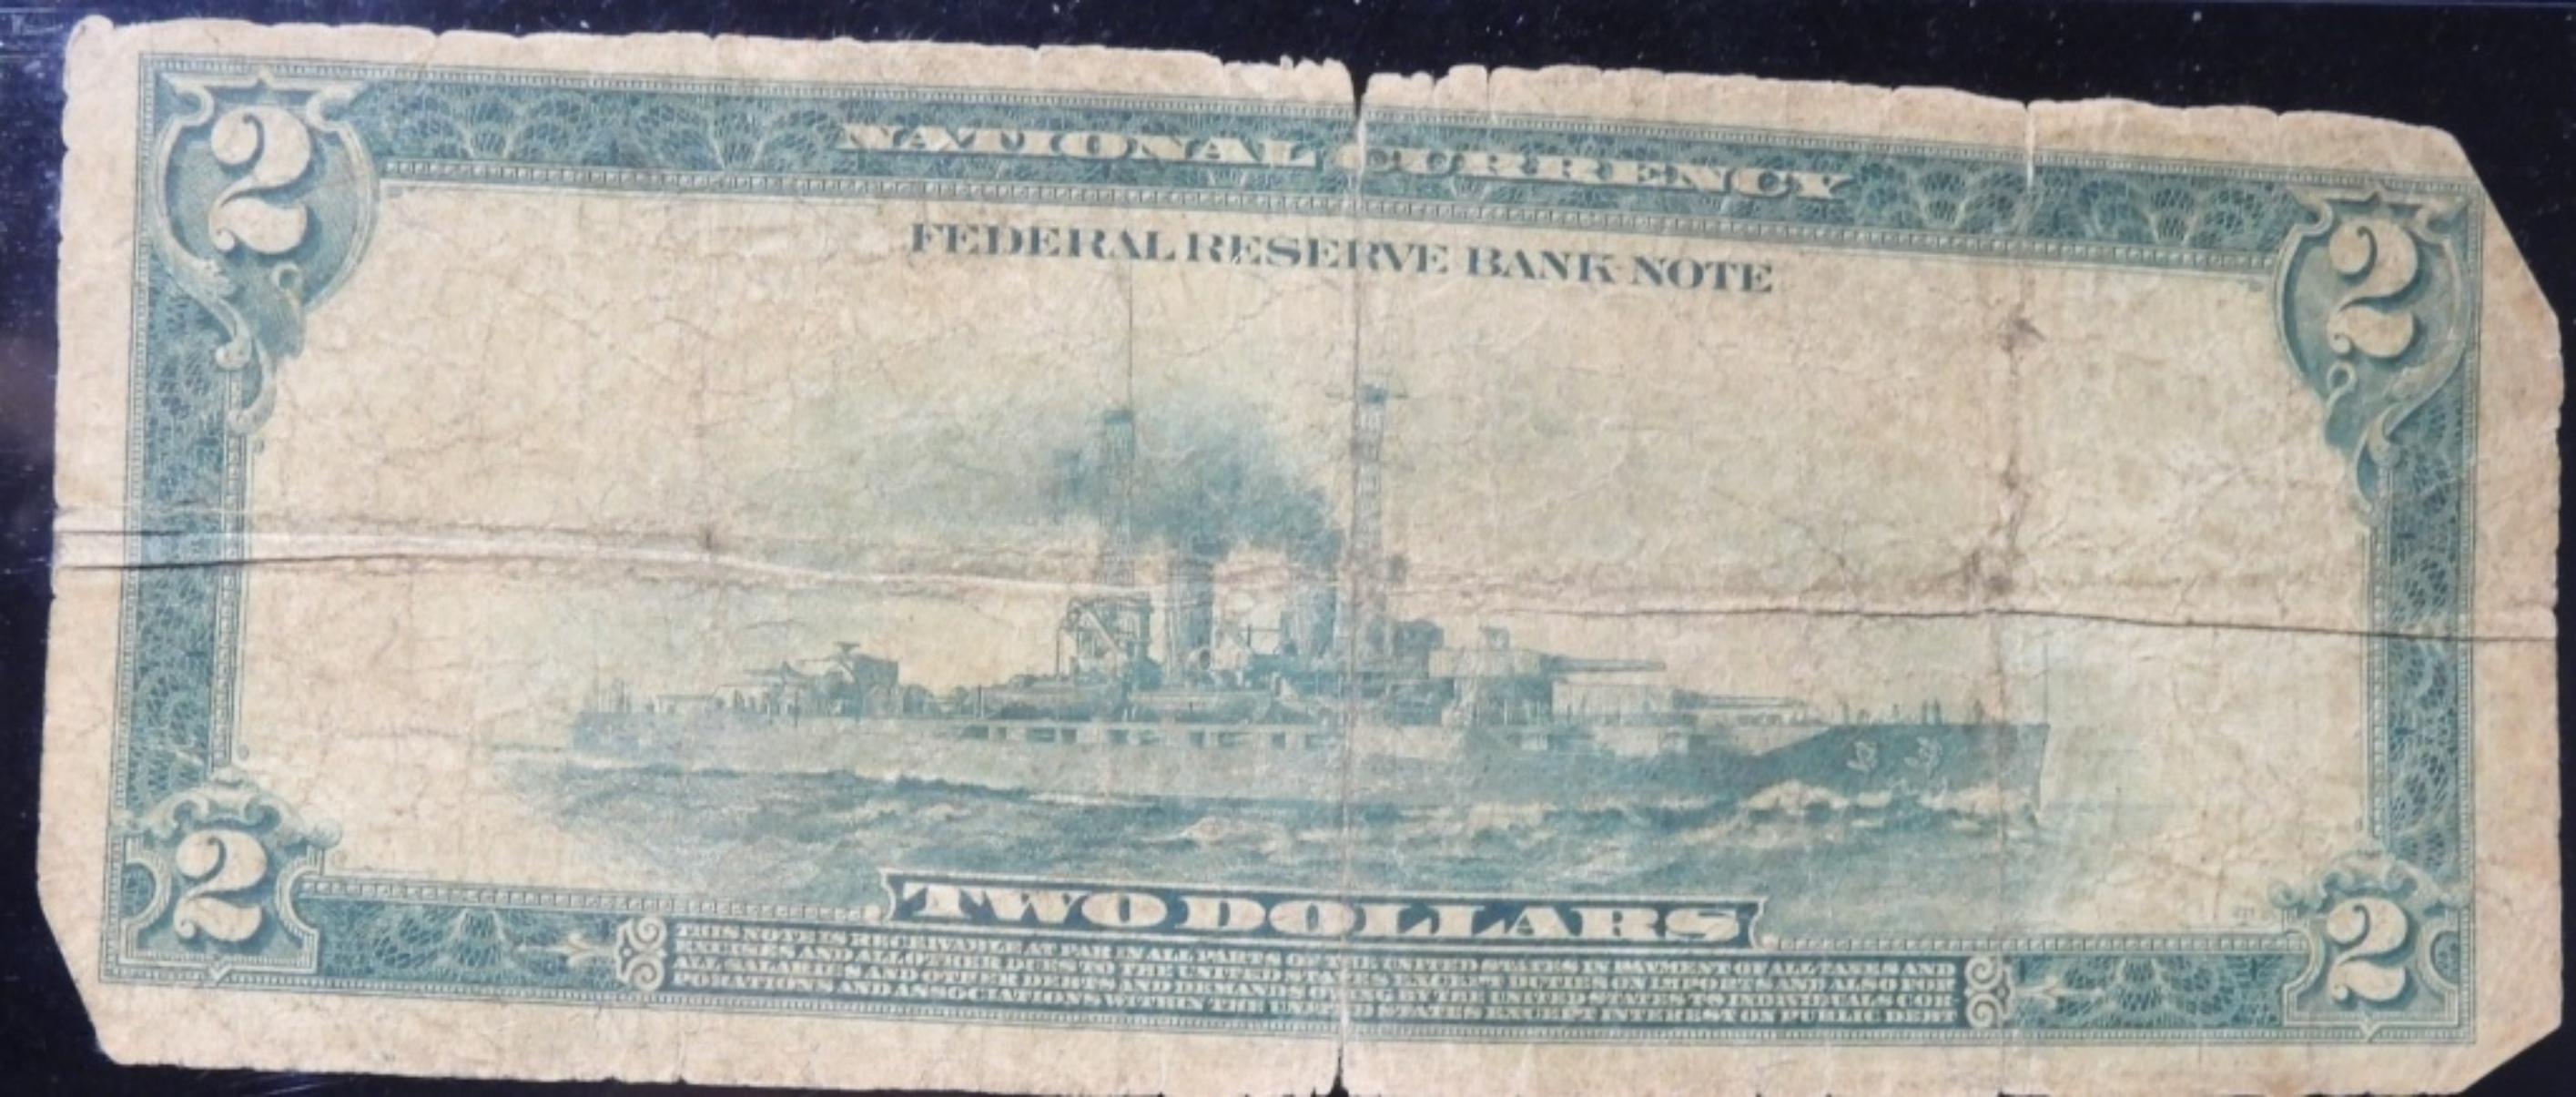 2 NATIONAL CURRENCY 2
FEDERAL RESERVE BANK NOTE
2 TWO DOLLARS 2
THIS NOTE IS RECEIVABLE AT PAR IN ALL PARTS OF THE UNITED STATES IN PAYMENT OF ALL TAXES AND
EXCISES AND ALL OTHER DUES TO THE UNITED STATES EXCEPT DUTIES ON IMPORTS AND ALSO FOR
ALL SALARIES AND OTHER DEBTS AND DEMANDS OWING BY THE UNITED STATES TO INDIVIDUALS COR-
PORATIONS AND ASSOCIATIONS WITHIN THE UNITED STATES EXCEPT INTEREST ON PUBLIC DEBT